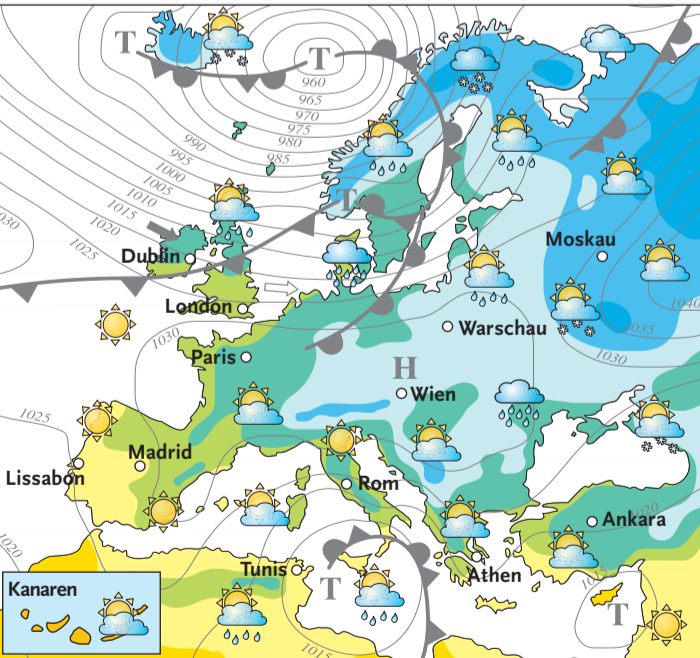 T
T
960
965
970
975
980
985
990
995
1000
1005
1010
1015
1020
1025
T
Dublin
Moskau
London
1040
1035
1030
1030
Warschau
Paris
H
Wien
1025
Madrid
Lissabon
Rom
1020
Ankara
1020
Tunis
Athen
T
T
Kanaren
1015